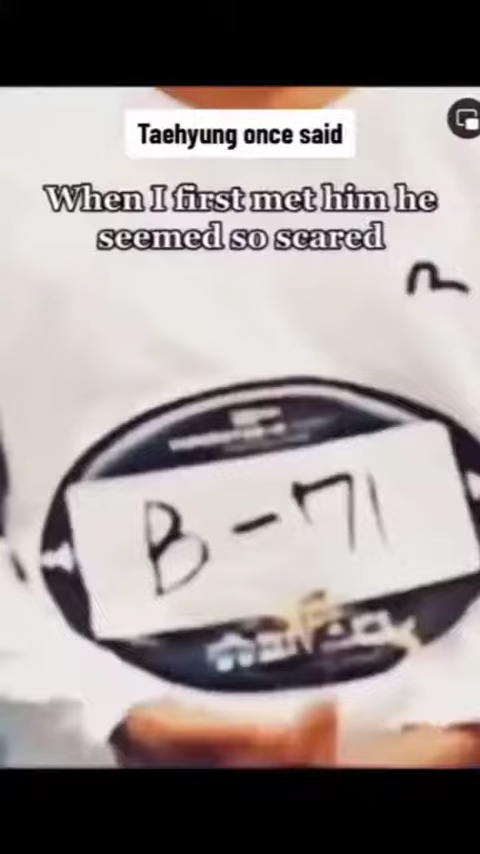 Taehyung once said
When I first met him he
seemed so scared
B-71